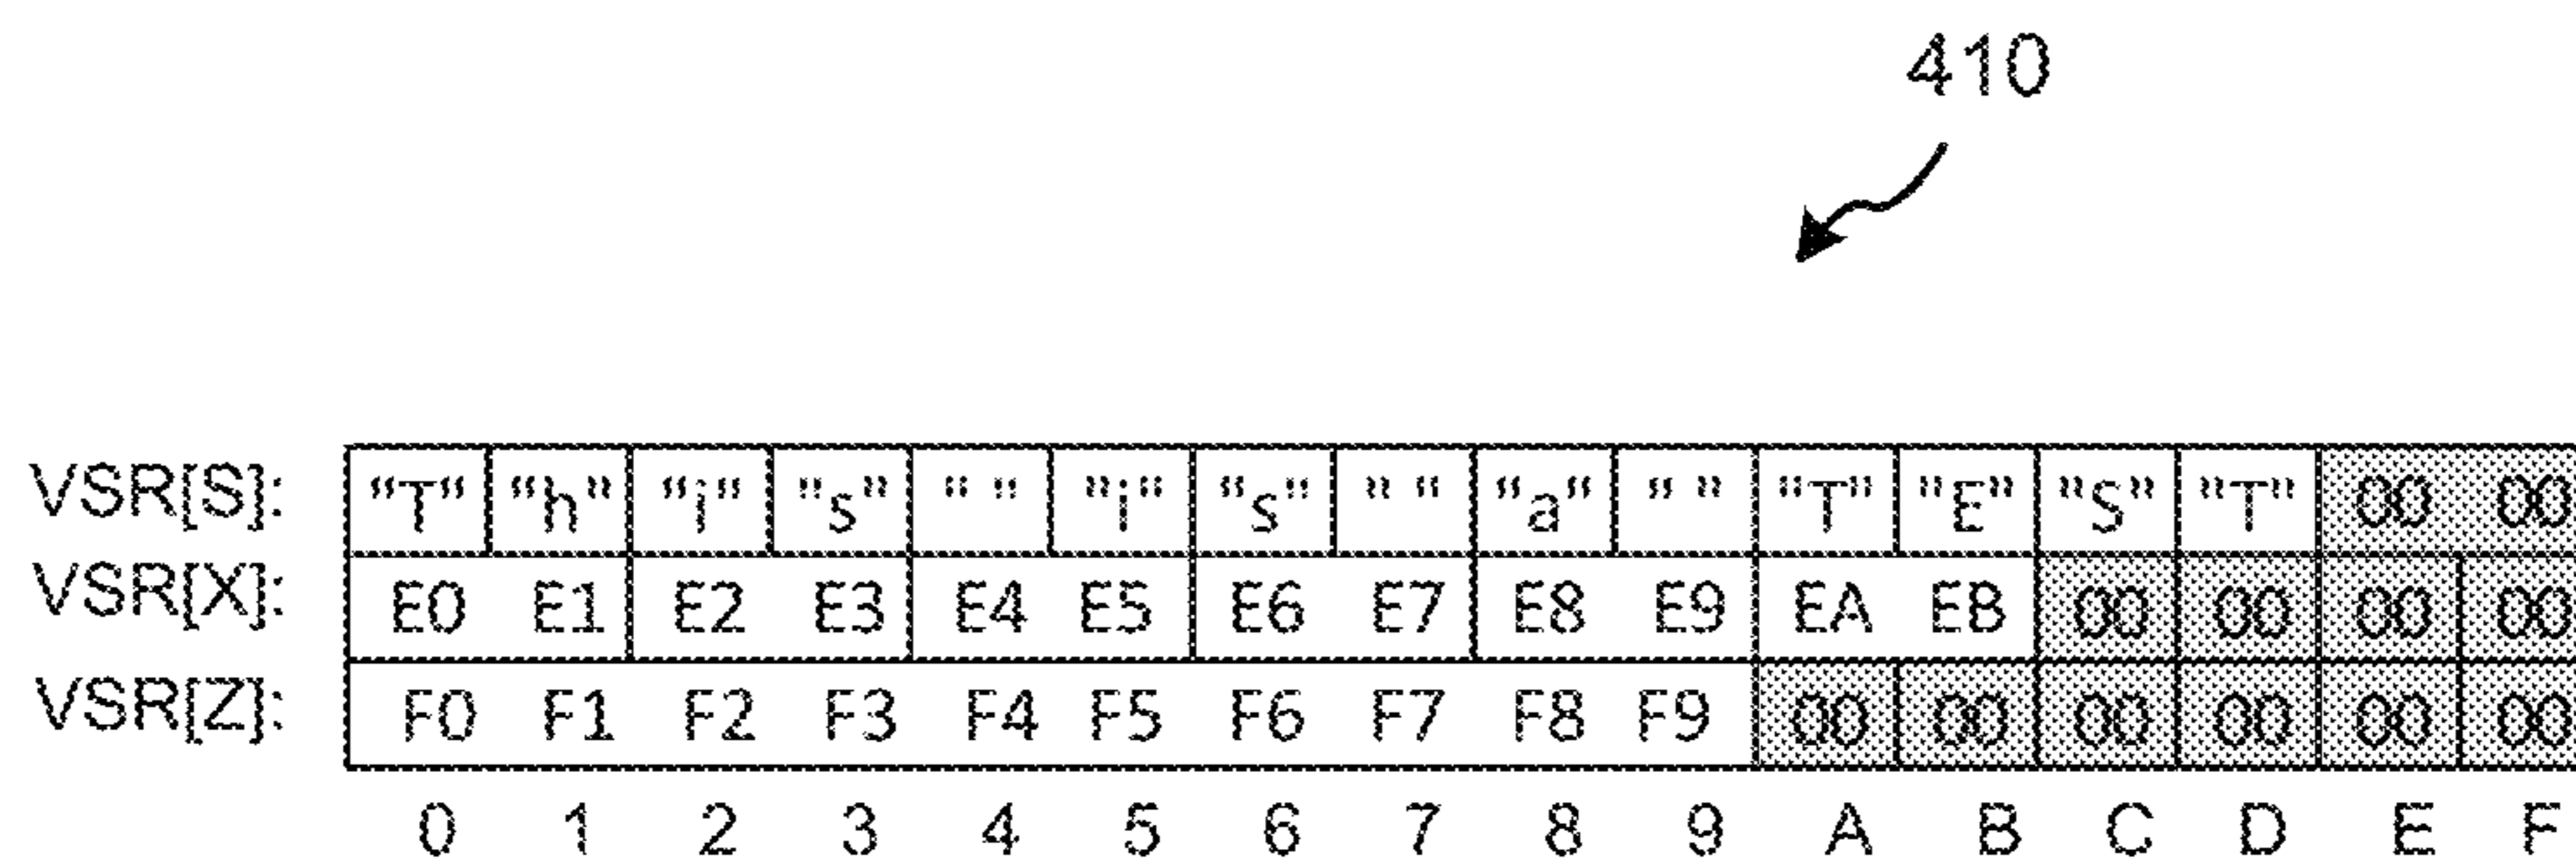 410
VSR[S]: "T" "h" "i" "s" " " "i" "s" " " "a" " " "T" "E" "S" "T" 00 00
VSR[X]: E0 E1 E2 E3 E4 E5 E6 E7 E8 E9 EA EB 00 00 00 00
VSR[Z]: F0 F1 F2 F3 F4 F5 F6 F7 F8 F9 00 00 00 00 00 00
0 1 2 3 4 5 6 7 8 9 A B C D E F